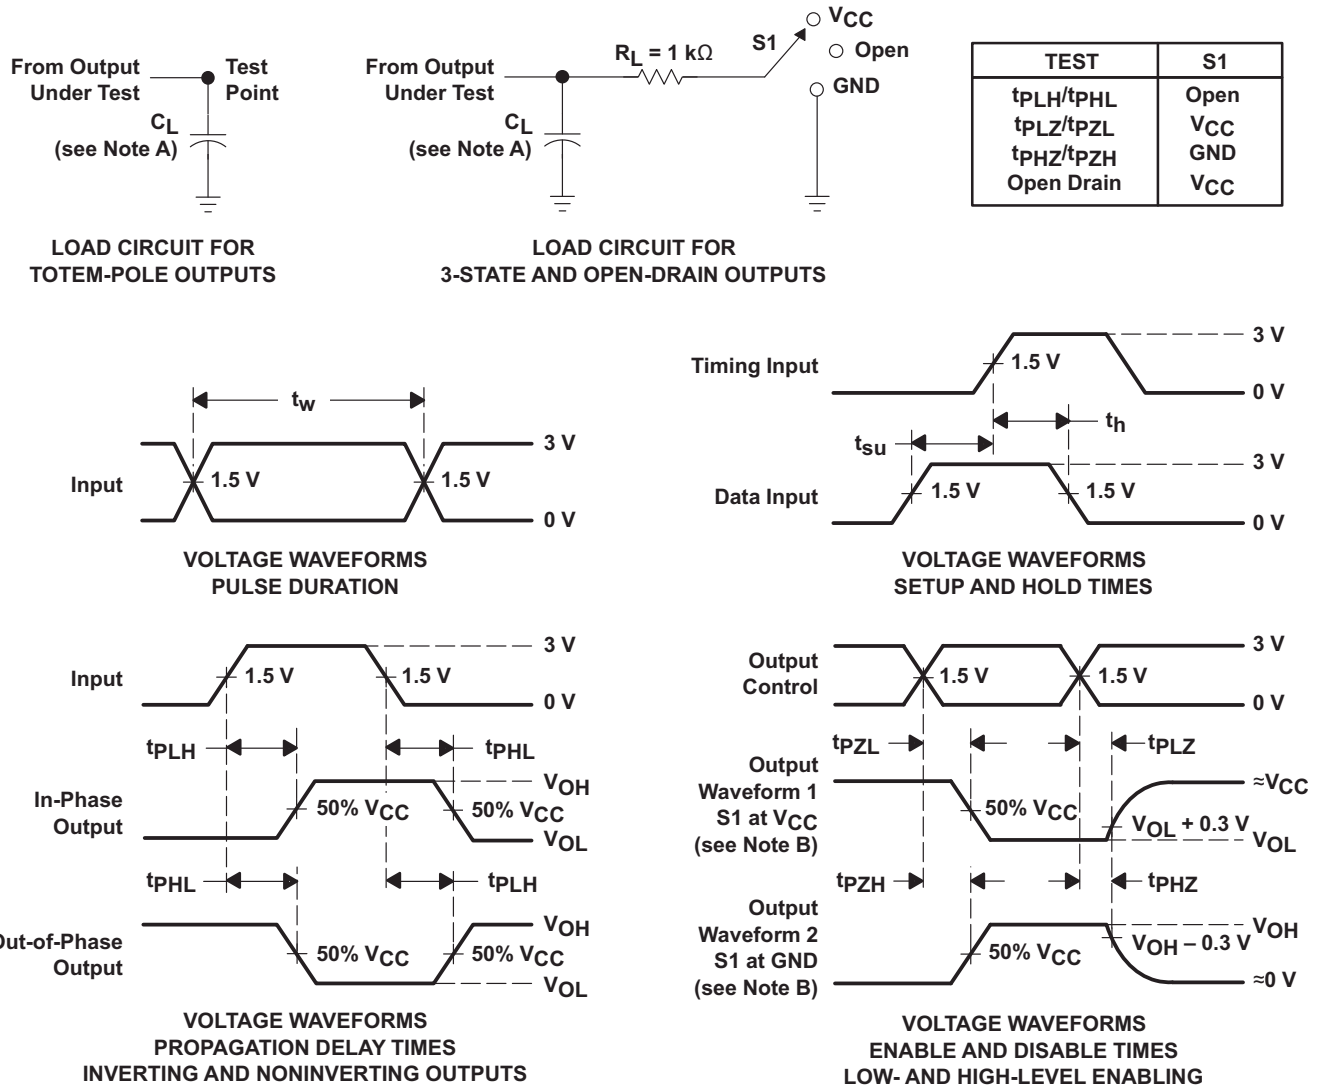 From Output
Under Test
Test
Point
CL
(see Note A)
LOAD CIRCUIT FOR
TOTEM-POLE OUTPUTS
From Output
Under Test
RL = 1 kΩ
S1
VCC
Open
GND
CL
(see Note A)
LOAD CIRCUIT FOR
3-STATE AND OPEN-DRAIN OUTPUTS
TEST S1
tPLH/tPHL Open
tPLZ/tPZL VCC
tPHZ/tPZH GND
Open Drain VCC
tw
Input
1.5 V
1.5 V
3 V
0 V
VOLTAGE WAVEFORMS
PULSE DURATION
Timing Input
1.5 V
3 V
0 V
tsu
th
Data Input
1.5 V
1.5 V
3 V
0 V
VOLTAGE WAVEFORMS
SETUP AND HOLD TIMES
Input
1.5 V
1.5 V
3 V
0 V
tPLH
tPHL
In-Phase
Output
50% VCC
50% VCC
VOH
VOL
tPHL
tPLH
Out-of-Phase
Output
50% VCC
50% VCC
VOH
VOL
VOLTAGE WAVEFORMS
PROPAGATION DELAY TIMES
INVERTING AND NONINVERTING OUTPUTS
Output
Control
1.5 V
1.5 V
3 V
0 V
tPZL
tPLZ
Output
Waveform 1
S1 at VCC
(see Note B)
50% VCC
VOL + 0.3 V
≈VCC
VOL
tPZH
tPHZ
Output
Waveform 2
S1 at GND
(see Note B)
50% VCC
VOH − 0.3 V
VOH
≈0 V
VOLTAGE WAVEFORMS
ENABLE AND DISABLE TIMES
LOW- AND HIGH-LEVEL ENABLING